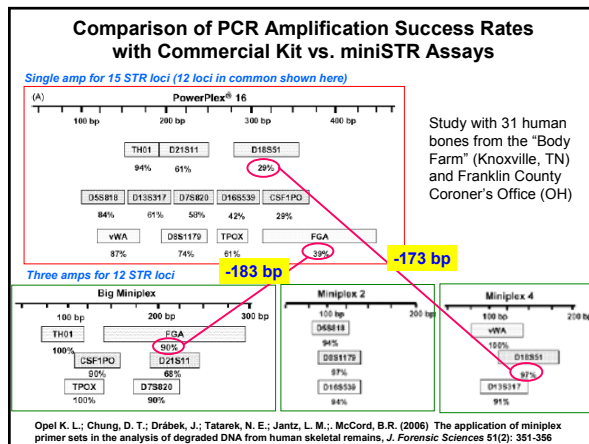 Comparison of PCR Amplification Success Rates
with Commercial Kit vs. miniSTR Assays
Single amp for 15 STR loci (12 loci in common shown here)
(A) PowerPlex® 16
100 bp 200 bp 300 bp 400 bp
TH01 D21S11 D18S51
94% 61% 29%
D5S818 D13S317 D7S820 D16S539 CSF1PO
84% 61% 58% 42% 29%
vWA D8S1179 TPOX FGA
87% 74% 61% 39%
Study with 31 human
bones from the “Body
Farm” (Knoxville, TN)
and Franklin County
Coroner’s Office (OH)
-183 bp
-173 bp
Three amps for 12 STR loci
Big Miniplex
100 bp 200 bp 300 bp
TH01 FGA
100% 90%
CSF1PO D21S11
90% 68%
TPOX D7S820
100% 90%
Miniplex 2
100 bp 200 bp
D5S818
94%
D8S1179
97%
D16S539
94%
Miniplex 4
100 bp 200 bp
vWA
100%
D18S51
97%
D13S317
91%
Opel K. L.; Chung, D. T.; Drábek, J.; Tatarek, N. E.; Jantz, L. M.;. McCord, B.R. (2006) The application of miniplex
primer sets in the analysis of degraded DNA from human skeletal remains, J. Forensic Sciences 51(2): 351-356